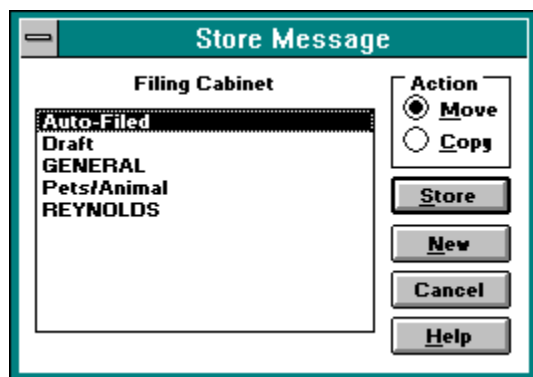 Store Message
Filing Cabinet
Auto-Filed
Draft
GENERAL
Pets/Animal
REYNOLDS
Action
Move
Copy
Store
New
Cancel
Help